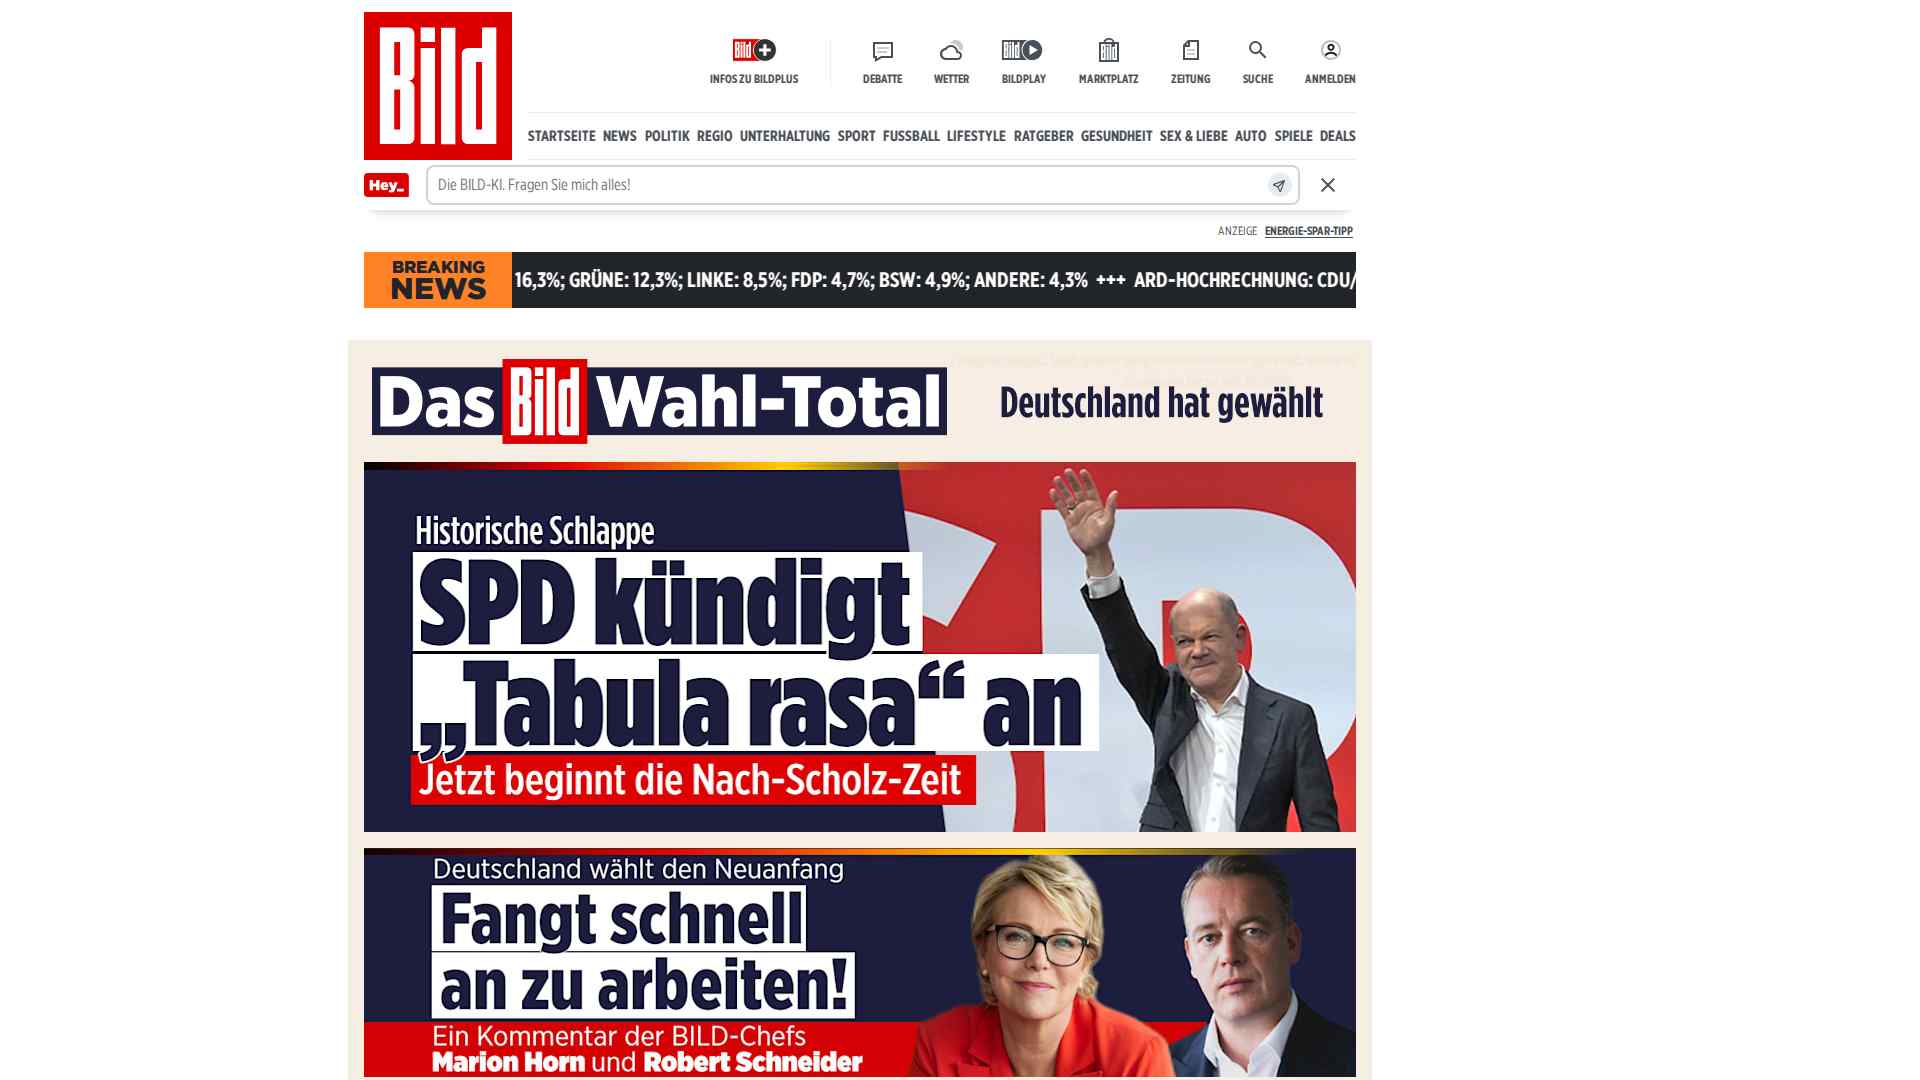 Bild
Bild
INFOS ZU BILDPLUS
DEBATTE
WETTER
Bild
BILDPLAY
Bild
MARKTPLATZ
ZEITUNG
SUCHE
ANMELDEN
STARTSEITE NEWS POLITIK REGIO UNTERHALTUNG SPORT FUSSBALL LIFESTYLE RATGEBER GESUNDHEIT SEX & LIEBE AUTO SPIELE DEALS
Hey_
Die BILD-KI. Fragen Sie mich alles!
ANZEIGE ENERGIE-SPAR-TIPP
BREAKING
NEWS
16,3%; GRÜNE: 12,3%; LINKE: 8,5%; FDP: 4,7%; BSW: 4,9%; ANDERE: 4,3% +++ ARD-HOCHRECHNUNG: CDU/
Das Bild Wahl-Total
Deutschland hat gewählt
Historische Schlappe
SPD kündigt
„Tabula rasa“ an
Jetzt beginnt die Nach-Scholz-Zeit
Deutschland wählt den Neuanfang
Fangt schnell
an zu arbeiten!
Ein Kommentar der BILD-Chefs
Marion Horn und Robert Schneider